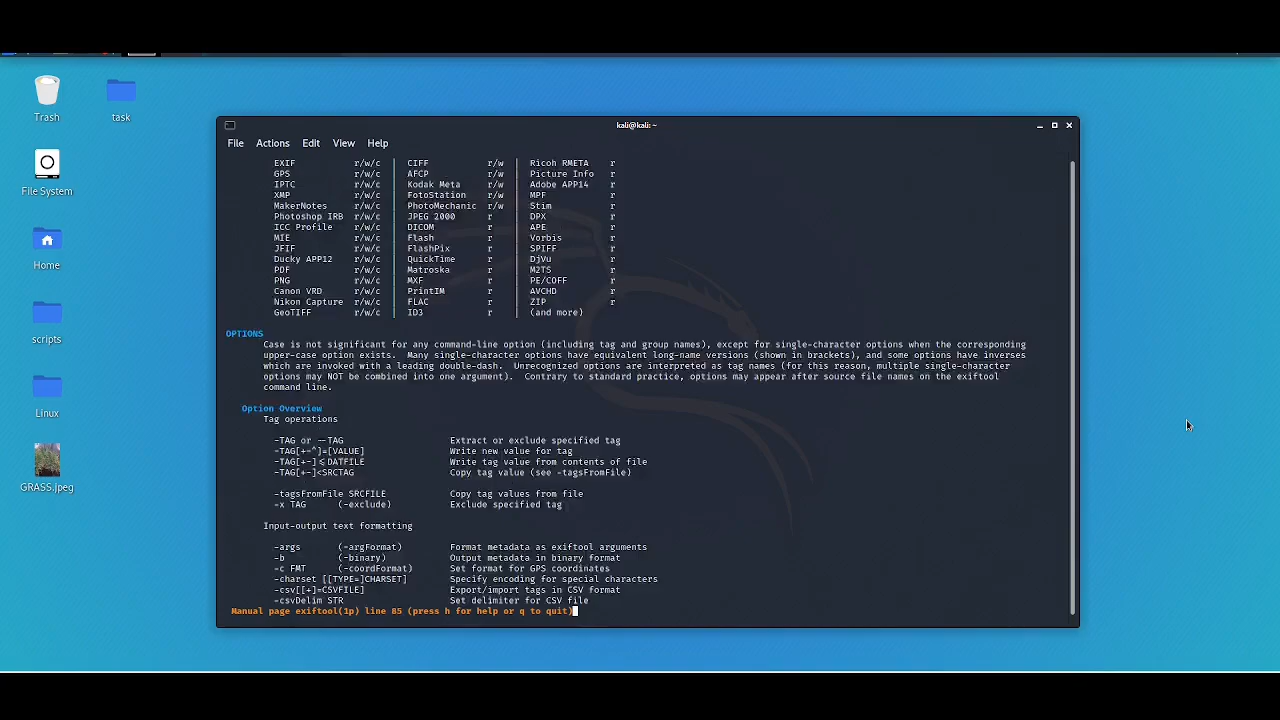 Trash
task
File System
Home
scripts
Linux
GRASS.jpeg
kali@kali: ~
File Actions Edit View Help
EXIF r/w/c | CIFF r/w | Ricoh RMETA r
GPS r/w/c | AFCP r/w | Picture Info r
IPTC r/w/c | Kodak Meta r/w | Adobe APP14 r
XMP r/w/c | FotoStation r/w | MPF r
MakerNotes r/w/c | PhotoMechanic r/w | Stim r
Photoshop IRB r/w/c | JPEG 2000 r | DPX r
ICC Profile r/w/c | DICOM r | APE r
MIE r/w/c | Flash r | Vorbis r
JFIF r/w/c | FlashPix r | SPIFF r
Ducky APP12 r/w/c | QuickTime r | DjVu r
PDF r/w/c | Matroska r | M2TS r
PNG r/w/c | MXF r | PE/COFF r
Canon VRD r/w/c | PrintIM r | AVCHD r
Nikon Capture r/w/c | FLAC r | ZIP r
GeoTIFF r/w/c | ID3 r | (and more)
OPTIONS
Case is not significant for any command-line option (including tag and group names), except for single-character options when the corresponding
upper-case option exists. Many single-character options have equivalent long-name versions (shown in brackets), and some options have inverses
which are invoked with a leading double-dash. Unrecognized options are interpreted as tag names (for this reason, multiple single-character
options may NOT be combined into one argument). Contrary to standard practice, options may appear after source file names on the exiftool
command line.
Option Overview
Tag operations
-TAG or --TAG Extract or exclude specified tag
-TAG[+-^]=[VALUE] Write new value for tag
-TAG[+-]<=DATFILE Write tag value from contents of file
-TAG[+-]<SRCTAG Copy tag value (see -tagsFromFile)
-tagsFromFile SRCFILE Copy tag values from file
-x TAG (-exclude) Exclude specified tag
Input-output text formatting
-args (-argFormat) Format metadata as exiftool arguments
-b (-binary) Output metadata in binary format
-c FMT (-coordFormat) Set format for GPS coordinates
-charset [[TYPE=]CHARSET] Specify encoding for special characters
-csv[[+]=CSVFILE] Export/import tags in CSV format
-csvDelim STR Set delimiter for CSV file
Manual page exiftool(1p) line 85 (press h for help or q to quit)